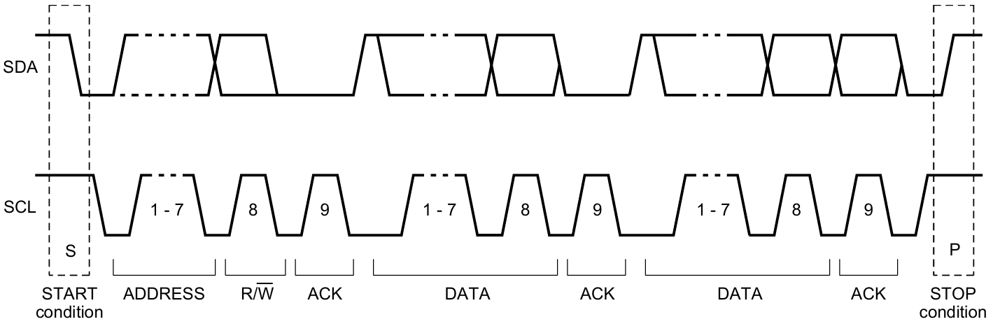 SDA
SCL
1 - 7 8 9 1 - 7 8 9 1 - 7 8 9
S P
START ADDRESS R/W̅ ACK DATA ACK DATA ACK STOP
condition condition